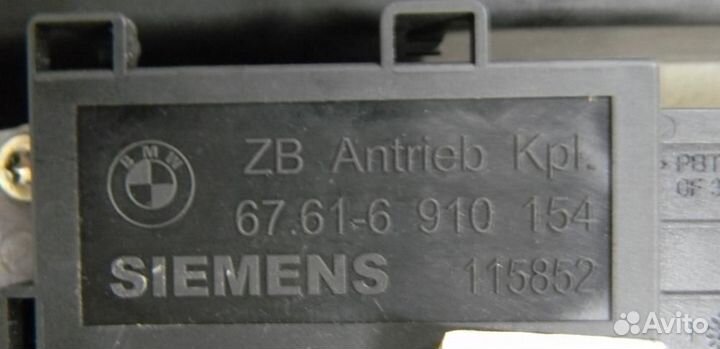 BMW
ZB Antrieb Kpl.
67.61-6 910 154
SIEMENS 115852
Avito